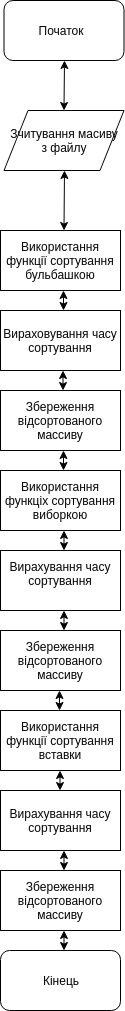 Початок
Зчитування масиву
з файлу
Використання
функції сортування
бульбашкою
Вираховування часу
сортування
Збереження
відсортованого
массиву
Використання
функціх сортування
виборкою
Вирахування часу
сортування
Збереження
відсортованого
массиву
Використання
функції сортування
вставки
Вирахування часу
сортування
Збереження
відсортованого
массиву
Кінець